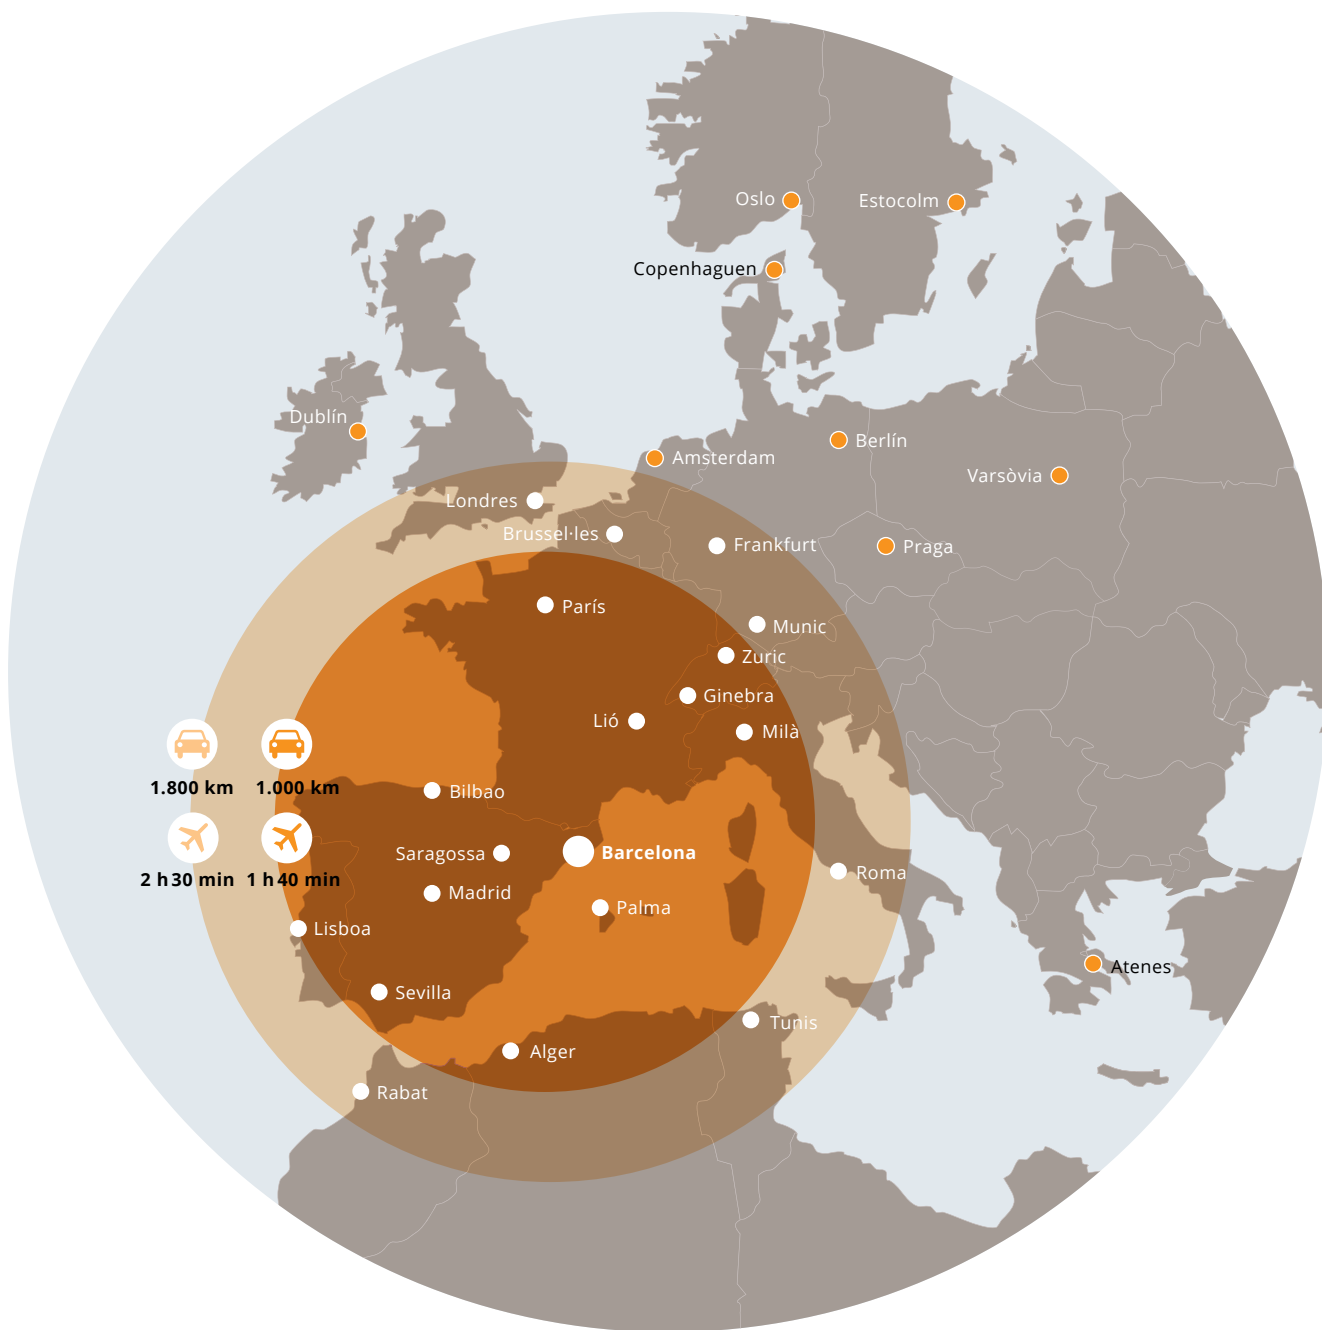 Oslo
Estocolm
Copenhaguen
Dublín
Berlín
Amsterdam
Varsòvia
Londres
Brussel·les
Frankfurt
Praga
París
Munic
Zuric
Ginebra
Lió
Milà
1.800 km
1.000 km
Bilbao
Saragossa
Barcelona
2 h 30 min
1 h 40 min
Roma
Madrid
Palma
Lisboa
Atenes
Sevilla
Tunis
Alger
Rabat